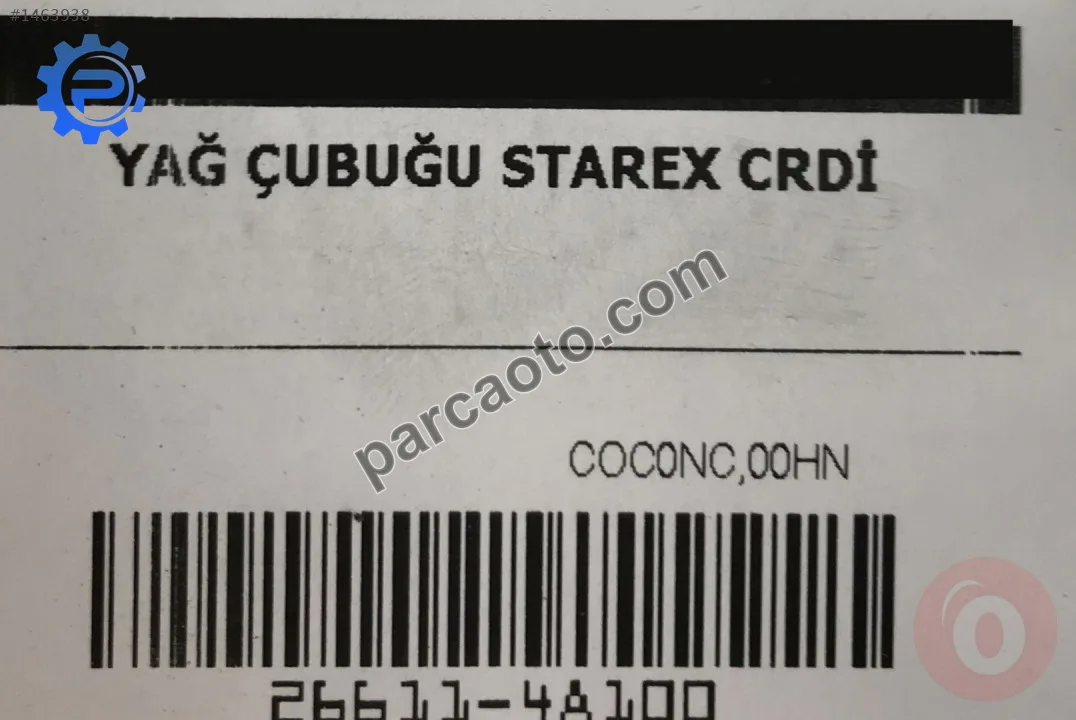 #1463938
YAĞ ÇUBUĞU STAREX CRDİ
parcaoto.com
COC0NC,00HN
26611-4A100